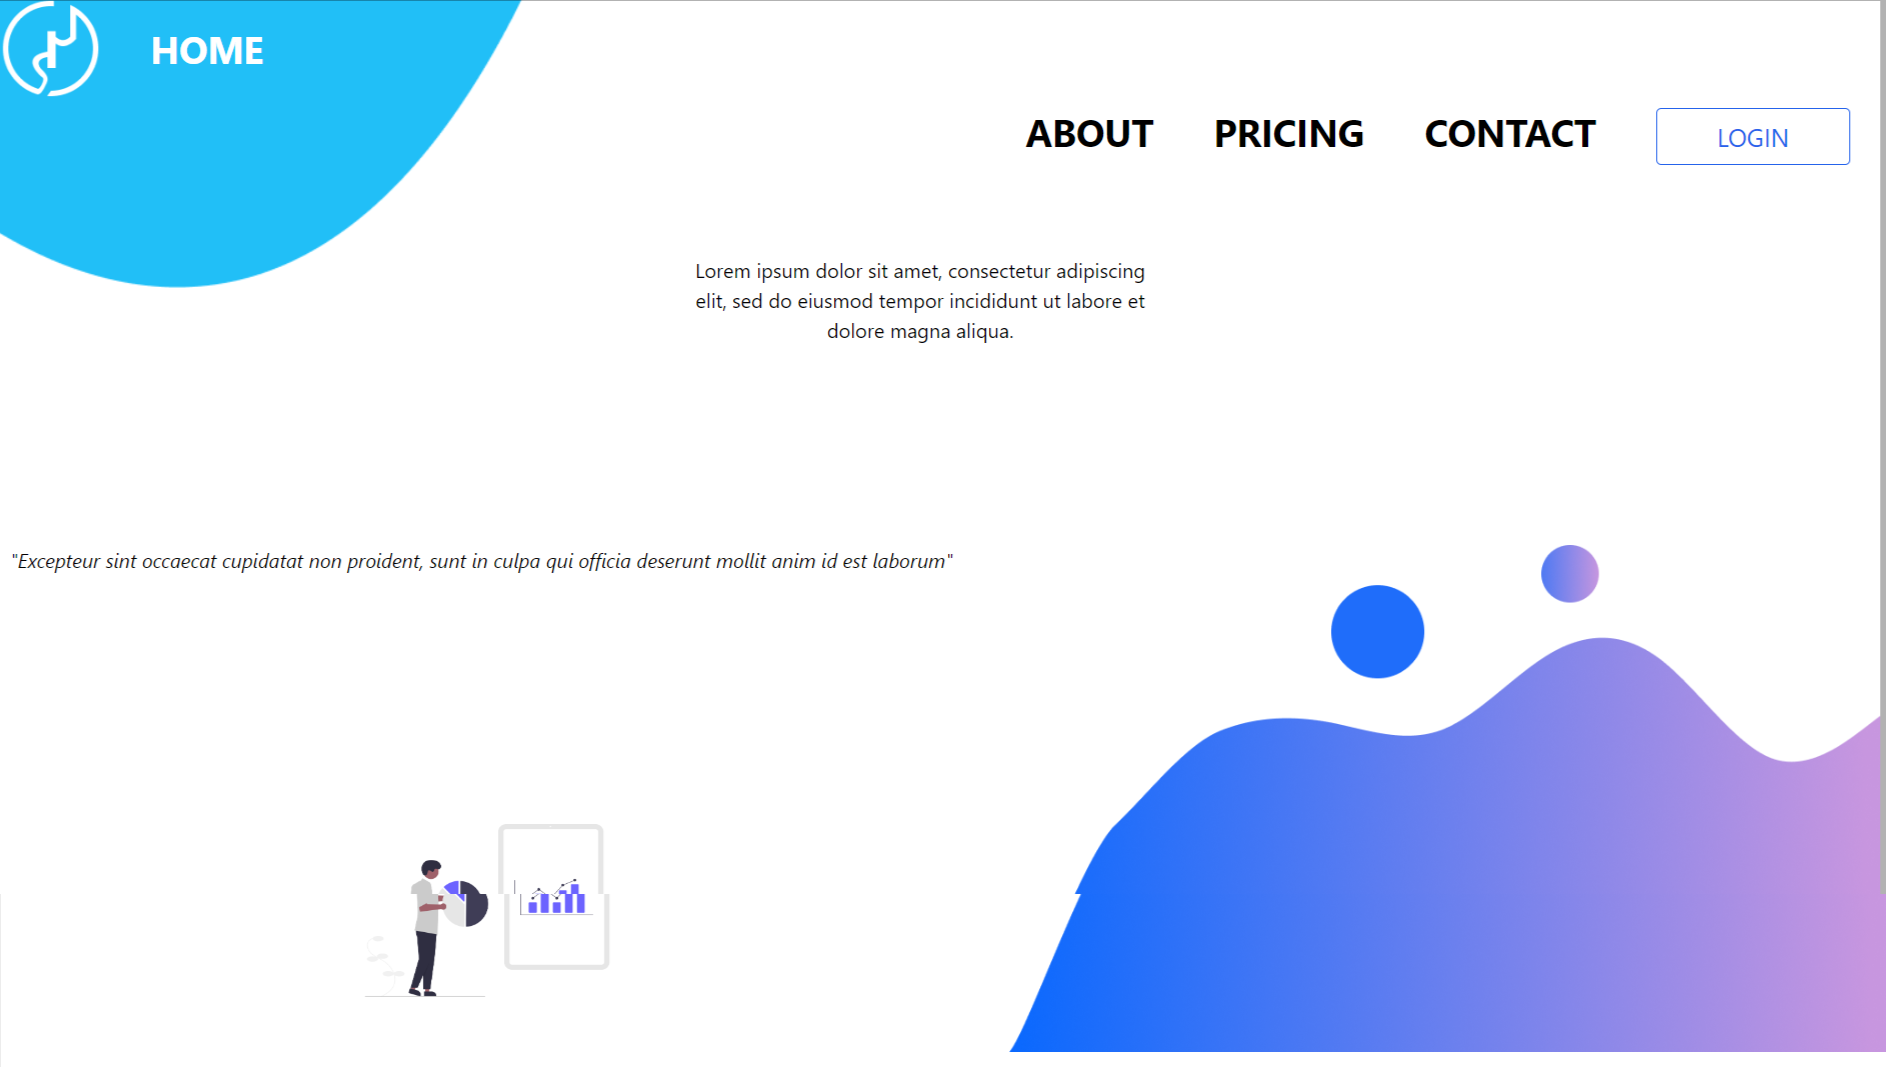 HOME
ABOUT PRICING CONTACT LOGIN
Lorem ipsum dolor sit amet, consectetur adipiscing
elit, sed do eiusmod tempor incididunt ut labore et
dolore magna aliqua.
"Excepteur sint occaecat cupidatat non proident, sunt in culpa qui officia deserunt mollit anim id est laborum"